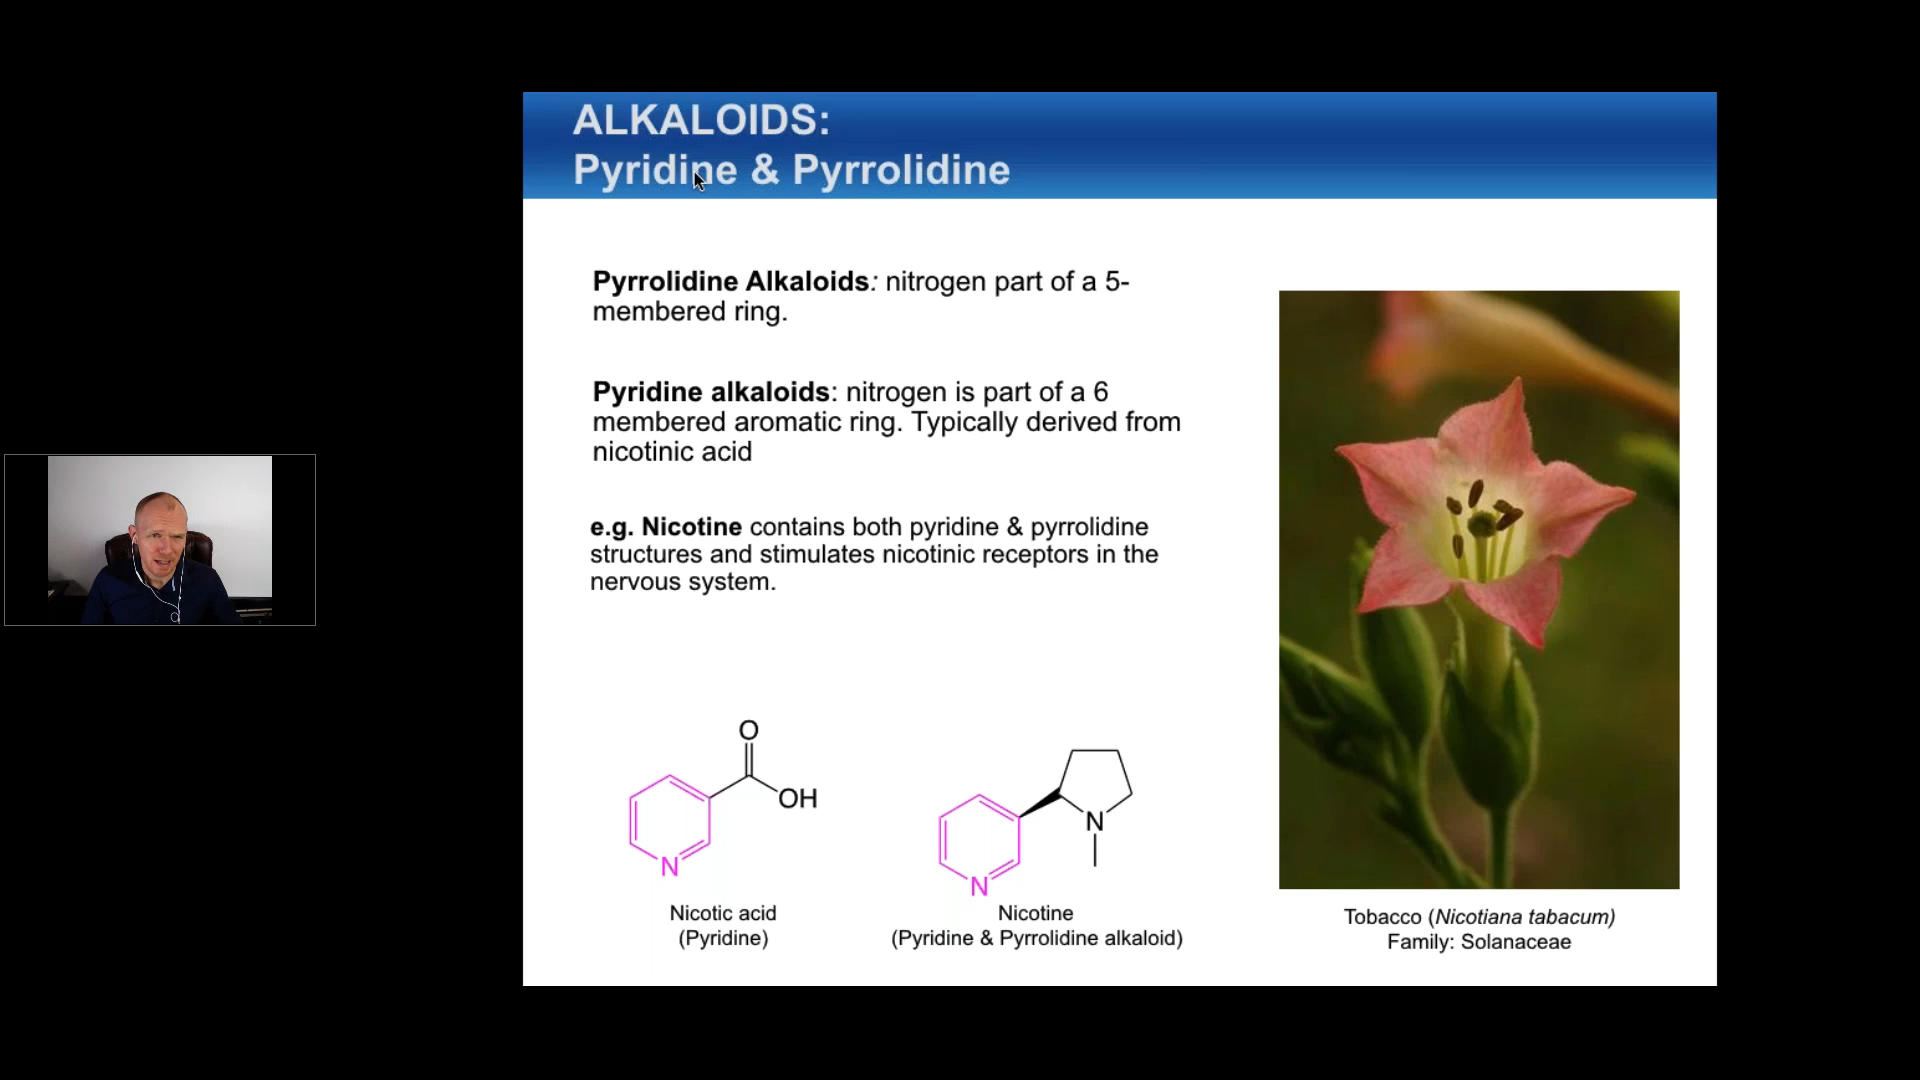 ALKALOIDS:
Pyridine & Pyrrolidine
Pyrrolidine Alkaloids: nitrogen part of a 5-
membered ring.
Pyridine alkaloids: nitrogen is part of a 6
membered aromatic ring. Typically derived from
nicotinic acid
e.g. Nicotine contains both pyridine & pyrrolidine
structures and stimulates nicotinic receptors in the
nervous system.
O
OH
N
Nicotic acid
(Pyridine)
N
N
Nicotine
(Pyridine & Pyrrolidine alkaloid)
Tobacco (Nicotiana tabacum)
Family: Solanaceae